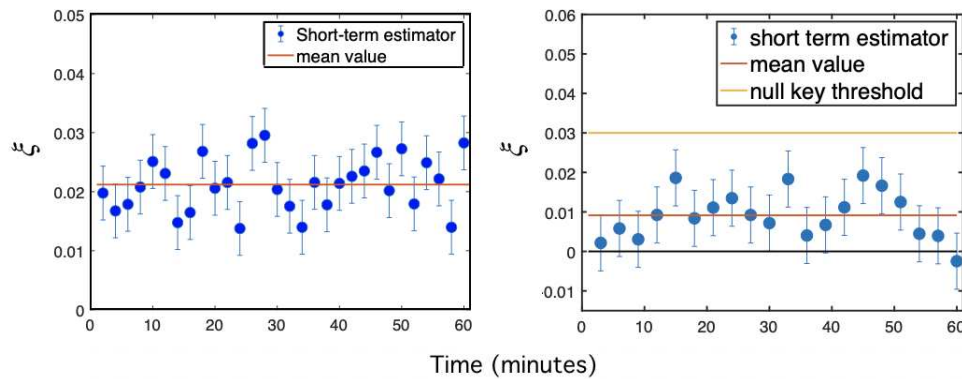 0.05
0.04
0.03
0.02
0.01
0
ξ
0 10 20 30 40 50 60
Short-term estimator
mean value
0.06
0.05
0.04
0.03
0.02
0.01
0
-0.01
ξ
0 10 20 30 40 50 60
short term estimator
mean value
null key threshold
Time (minutes)